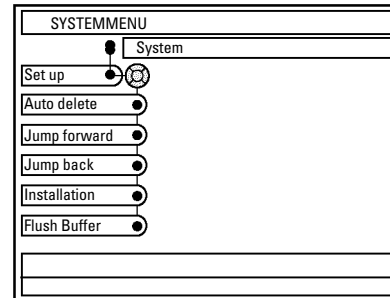 SYSTEMMENU
System
Set up
Auto delete
Jump forward
Jump back
Installation
Flush Buffer